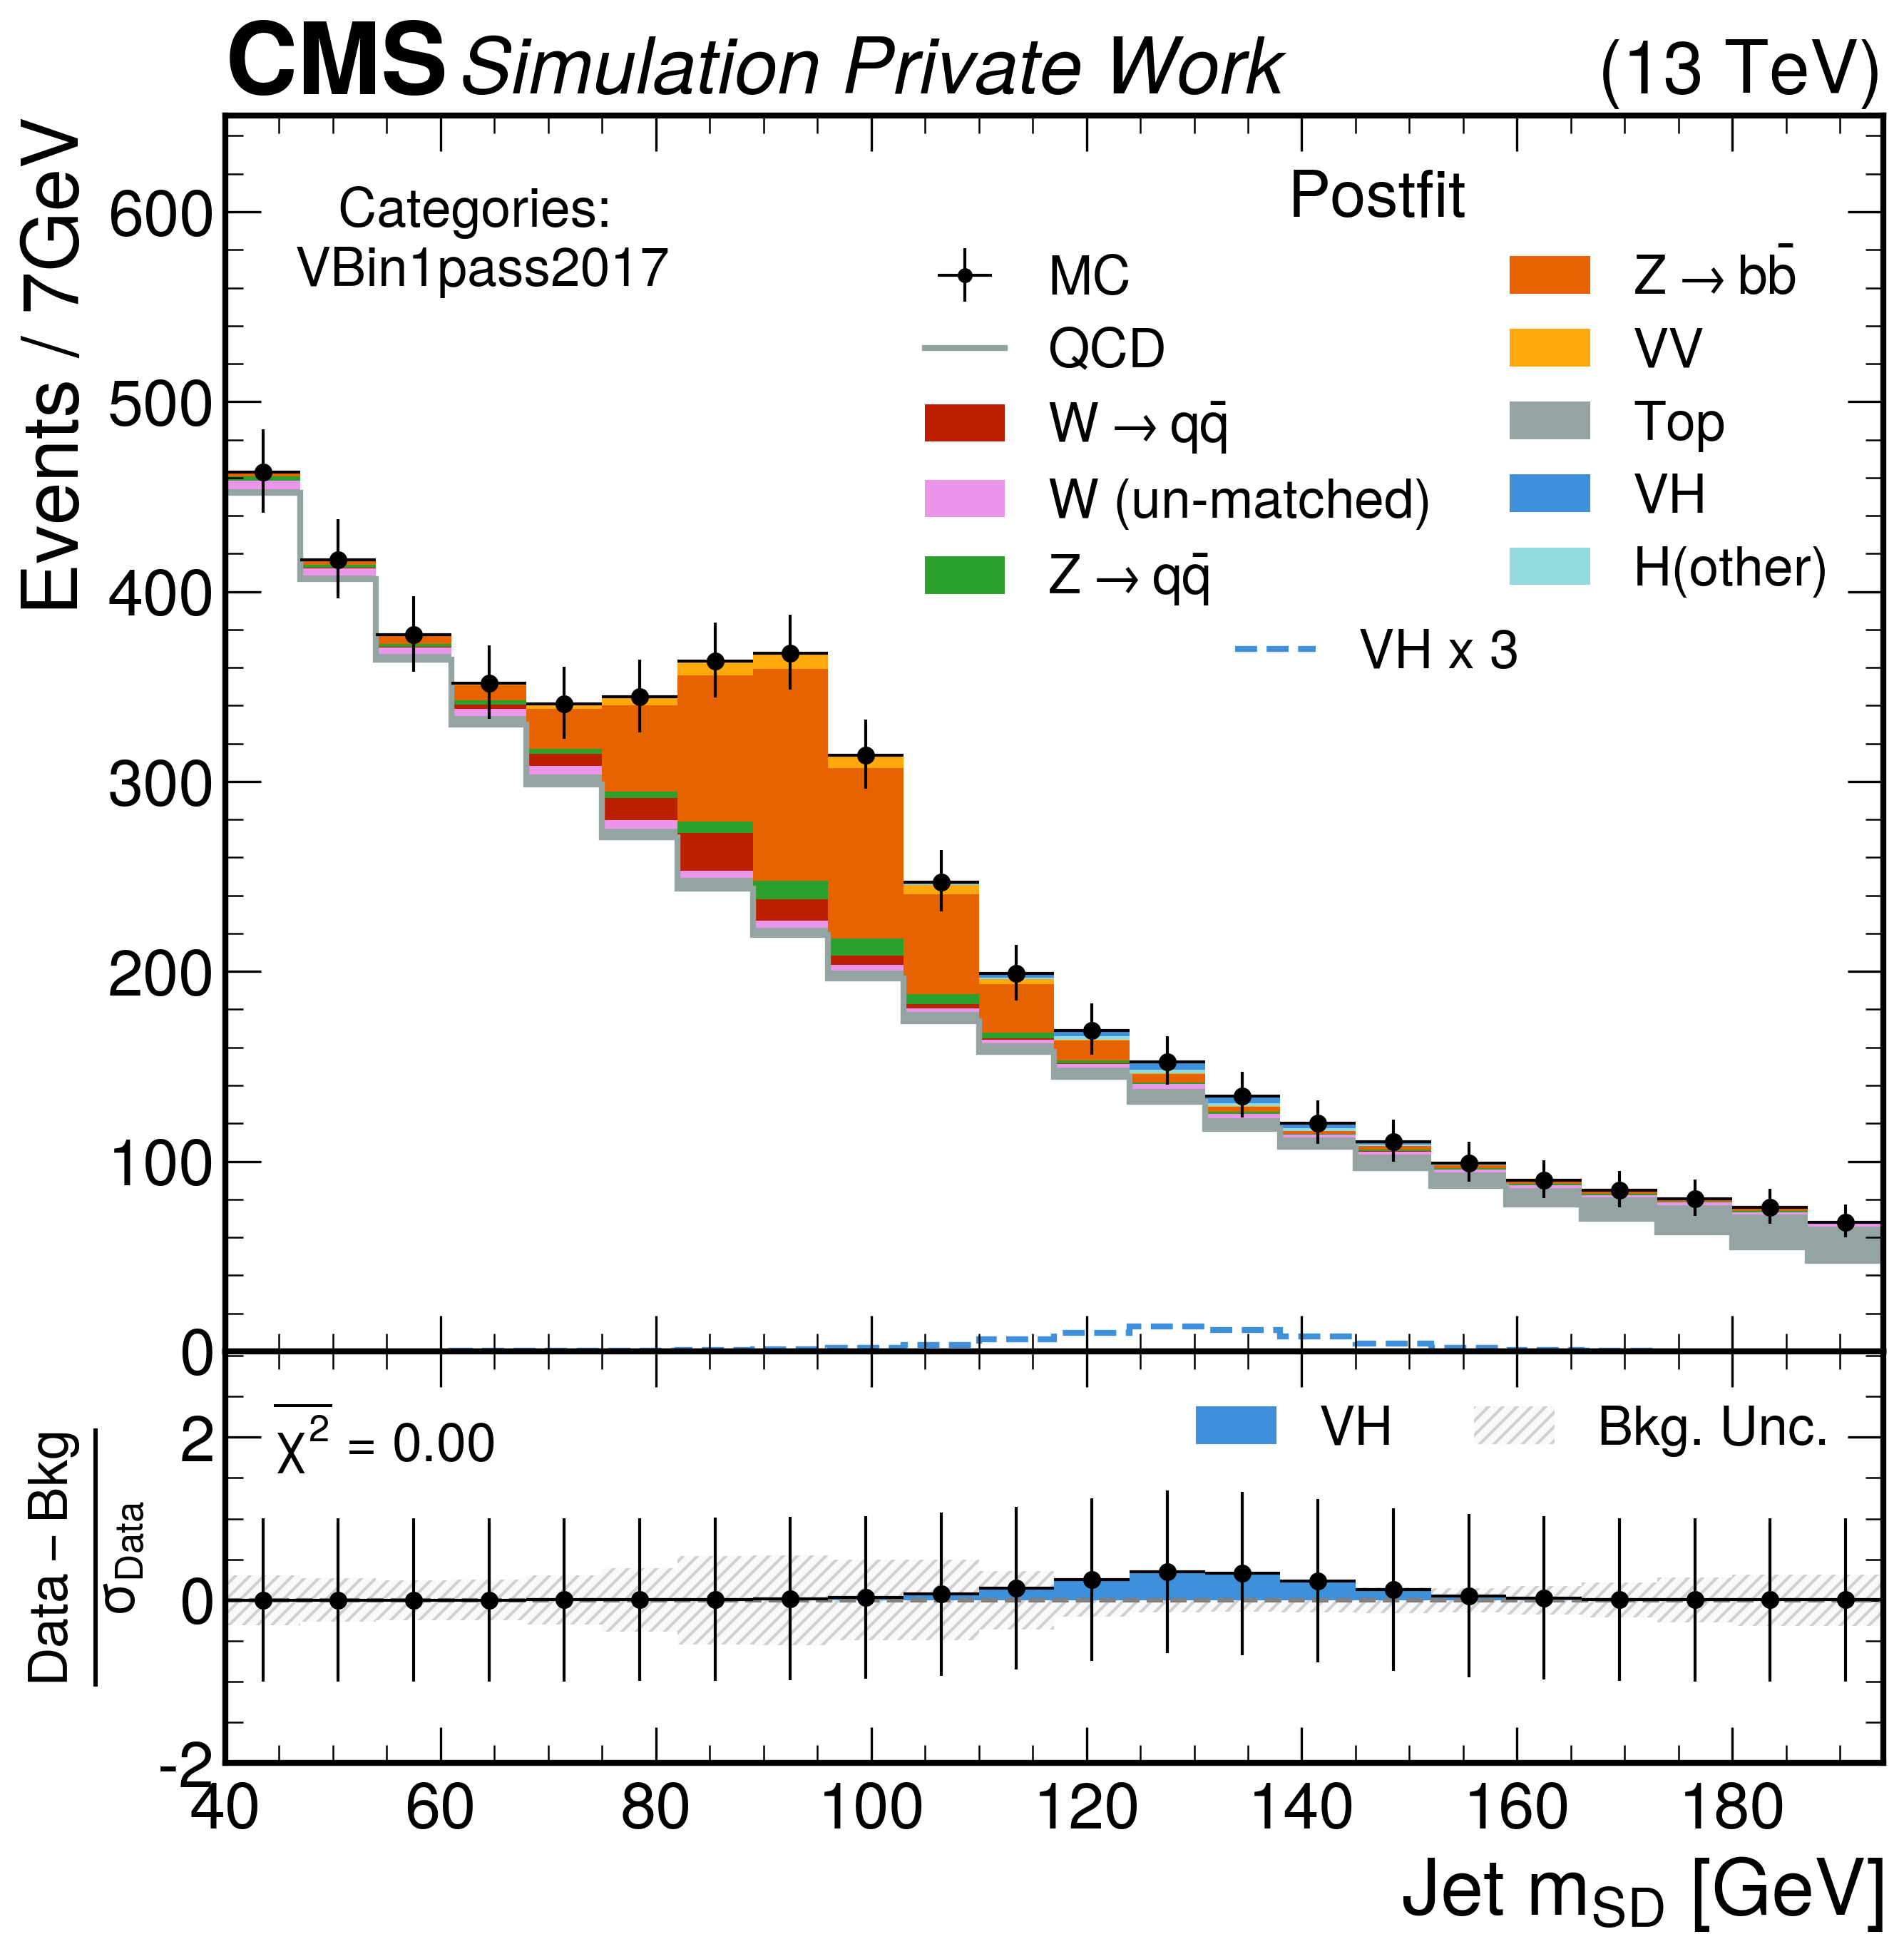 CMS Simulation Private Work (13 TeV)
Events / 7GeV
Categories:
VBin1pass2017
Postfit
MC
QCD
W → qq̄
W (un-matched)
Z → qq̄
Z → bb̄
VV
Top
VH
H(other)
VH x 3
600
500
400
300
200
100
0
Data − Bkg
σData
χ² = 0.00
VH
Bkg. Unc.
2
0
-2
40 60 80 100 120 140 160 180
Jet mSD [GeV]